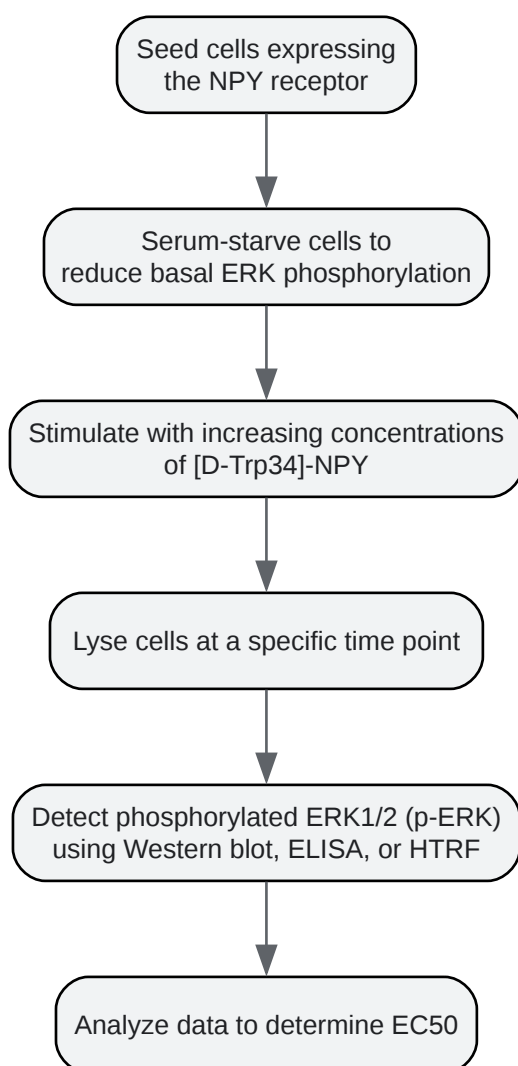 Seed cells expressing
the NPY receptor
Serum-starve cells to
reduce basal ERK phosphorylation
Stimulate with increasing concentrations
of [D-Trp34]-NPY
Lyse cells at a specific time point
Detect phosphorylated ERK1/2 (p-ERK)
using Western blot, ELISA, or HTRF
Analyze data to determine EC50